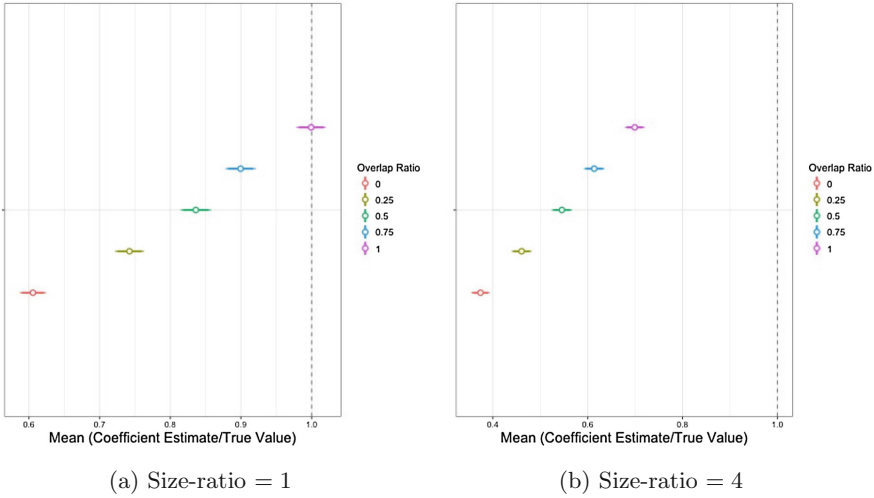 Overlap Ratio
0
0.25
0.5
0.75
1
0.6 0.7 0.8 0.9 1.0
Mean (Coefficient Estimate/True Value)
(a) Size-ratio = 1
Overlap Ratio
0
0.25
0.5
0.75
1
0.4 0.6 0.8 1.0
Mean (Coefficient Estimate/True Value)
(b) Size-ratio = 4